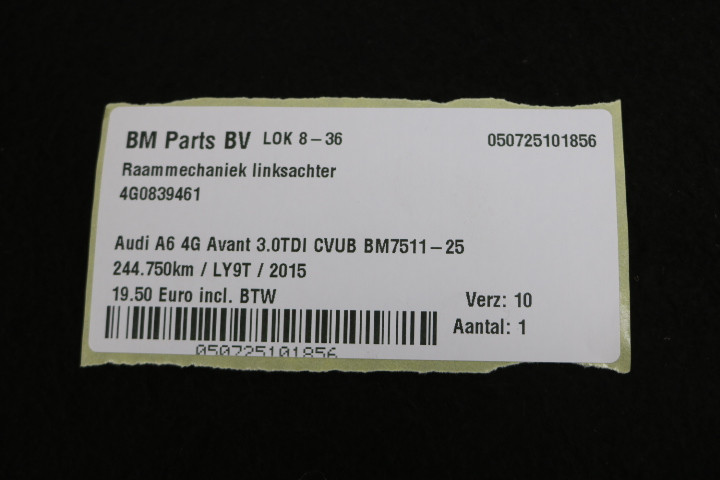 BM Parts BV LOK 8-36 050725101856
Raammechaniek linksachter
4G0839461
Audi A6 4G Avant 3.0TDI CVUB BM7511-25
244.750km / LY9T / 2015
19.50 Euro incl. BTW Verz: 10
Aantal: 1
050725101856